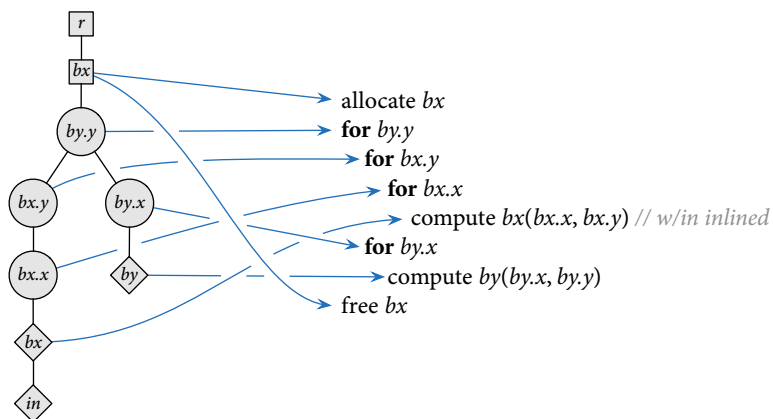 r
bx
allocate bx
by.y
for by.y
for bx.y
bx.y
by.x
for bx.x
compute bx(bx.x, bx.y) // w/in inlined
for by.x
bx.x
by
compute by(by.x, by.y)
free bx
bx
in